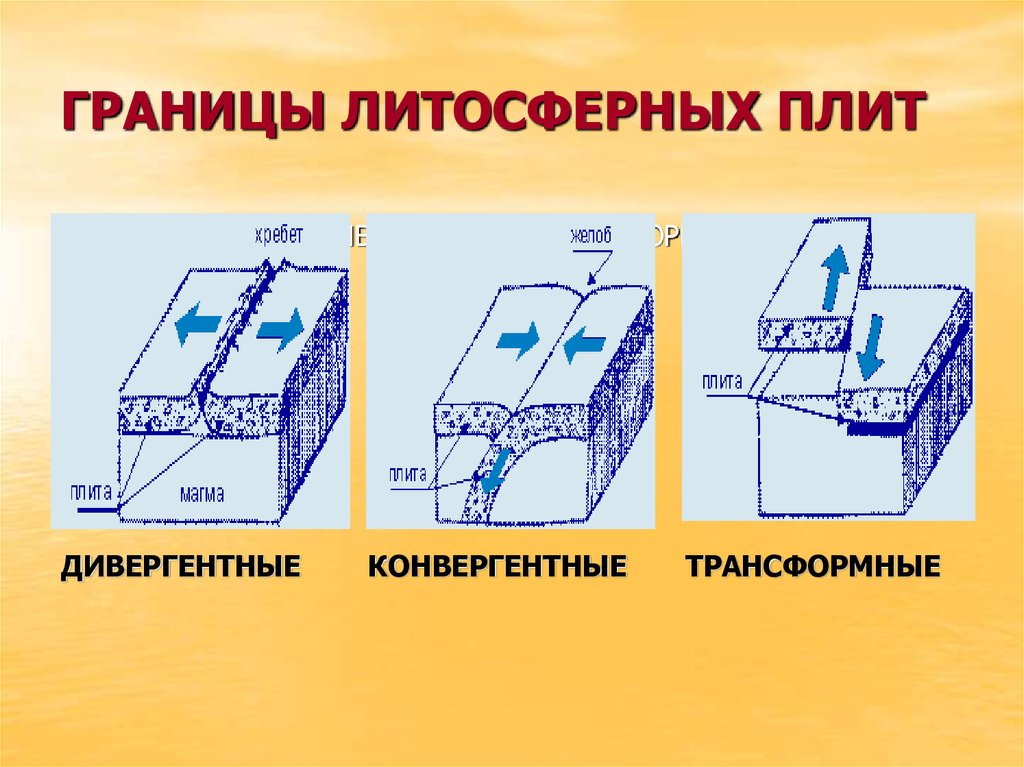 ГРАНИЦЫ ЛИТОСФЕРНЫХ ПЛИТ
хребет
плита
магма
желоб
плита
плита
ДИВЕРГЕНТНЫЕ
КОНВЕРГЕНТНЫЕ
ТРАНСФОРМНЫЕ